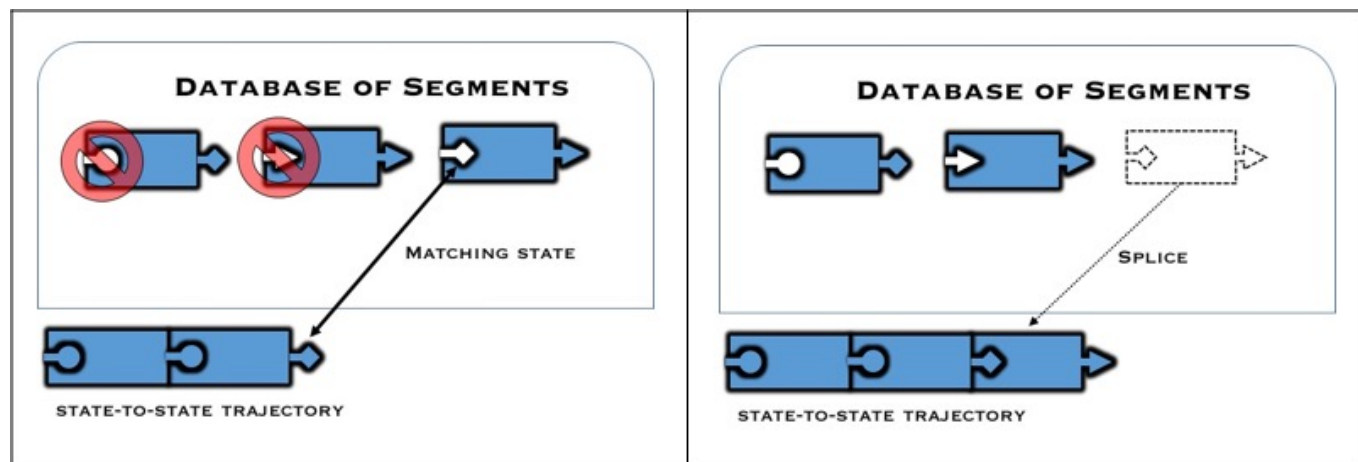 DATABASE OF SEGMENTS
MATCHING STATE
STATE-TO-STATE TRAJECTORY
DATABASE OF SEGMENTS
SPLICE
STATE-TO-STATE TRAJECTORY